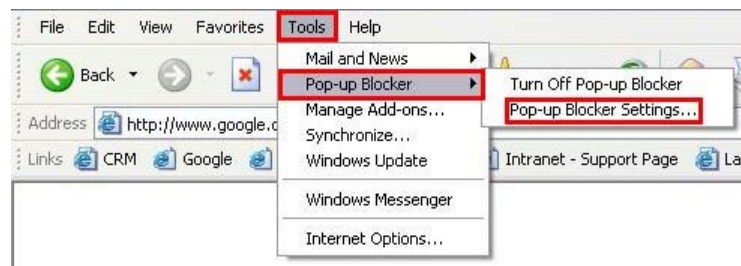 File Edit View Favorites Tools Help
Back
Mail and News
Pop-up Blocker
Turn Off Pop-up Blocker
Pop-up Blocker Settings...
Manage Add-ons...
Address http://www.google.c
Synchronize...
Links CRM Google
Windows Update
Intranet - Support Page La
Windows Messenger
Internet Options...